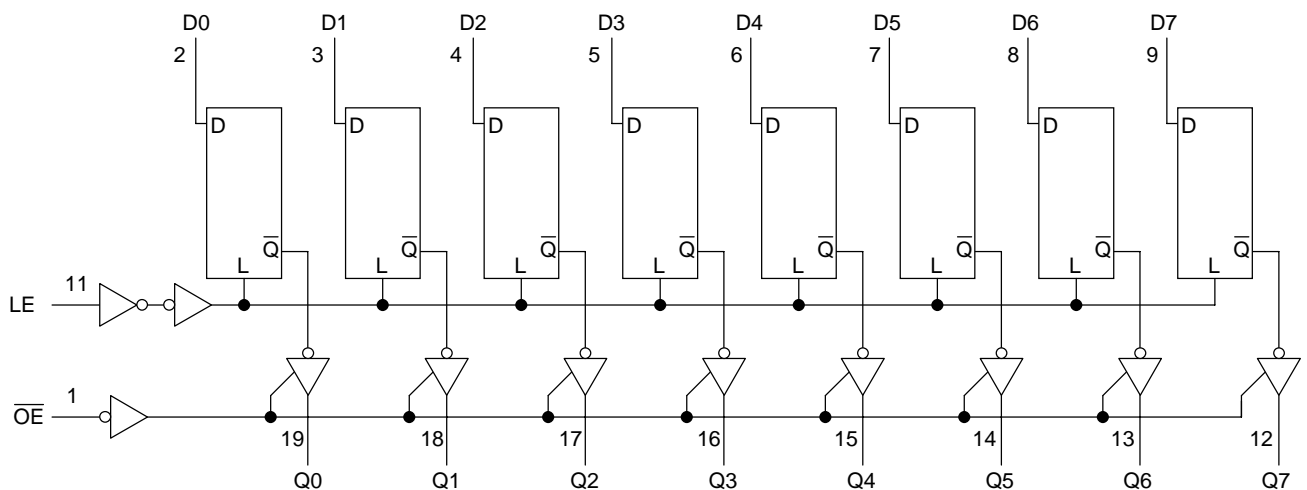 D0 D1 D2 D3 D4 D5 D6 D7
2 3 4 5 6 7 8 9
D D D D D D D D
Q̅ Q̅ Q̅ Q̅ Q̅ Q̅ Q̅ Q̅
L L L L L L L L
11
LE
1
O̅E̅
19 18 17 16 15 14 13 12
Q0 Q1 Q2 Q3 Q4 Q5 Q6 Q7